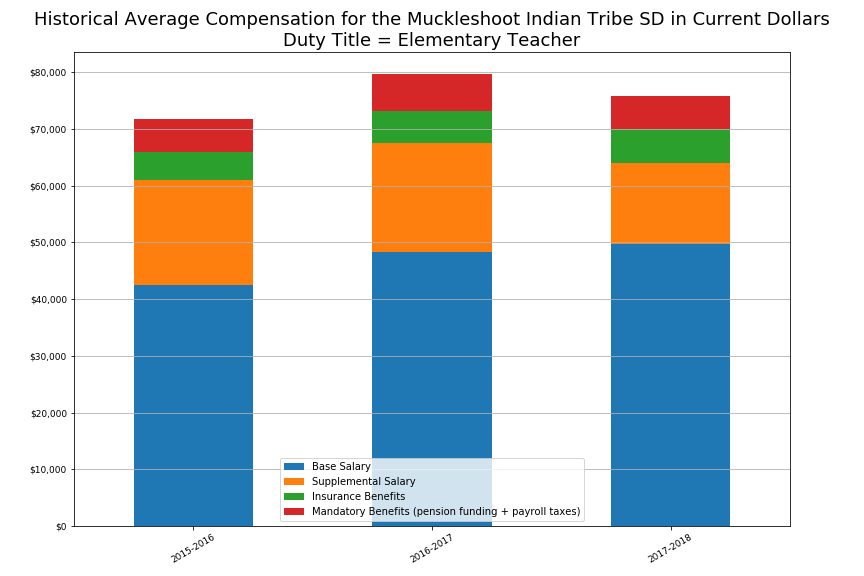 Historical Average Compensation for the Muckleshoot Indian Tribe SD in Current Dollars
Duty Title = Elementary Teacher
$80,000
$70,000
$60,000
$50,000
$40,000
$30,000
$20,000
$10,000
$0
Base Salary
Supplemental Salary
Insurance Benefits
Mandatory Benefits (pension funding + payroll taxes)
2015-2016
2016-2017
2017-2018